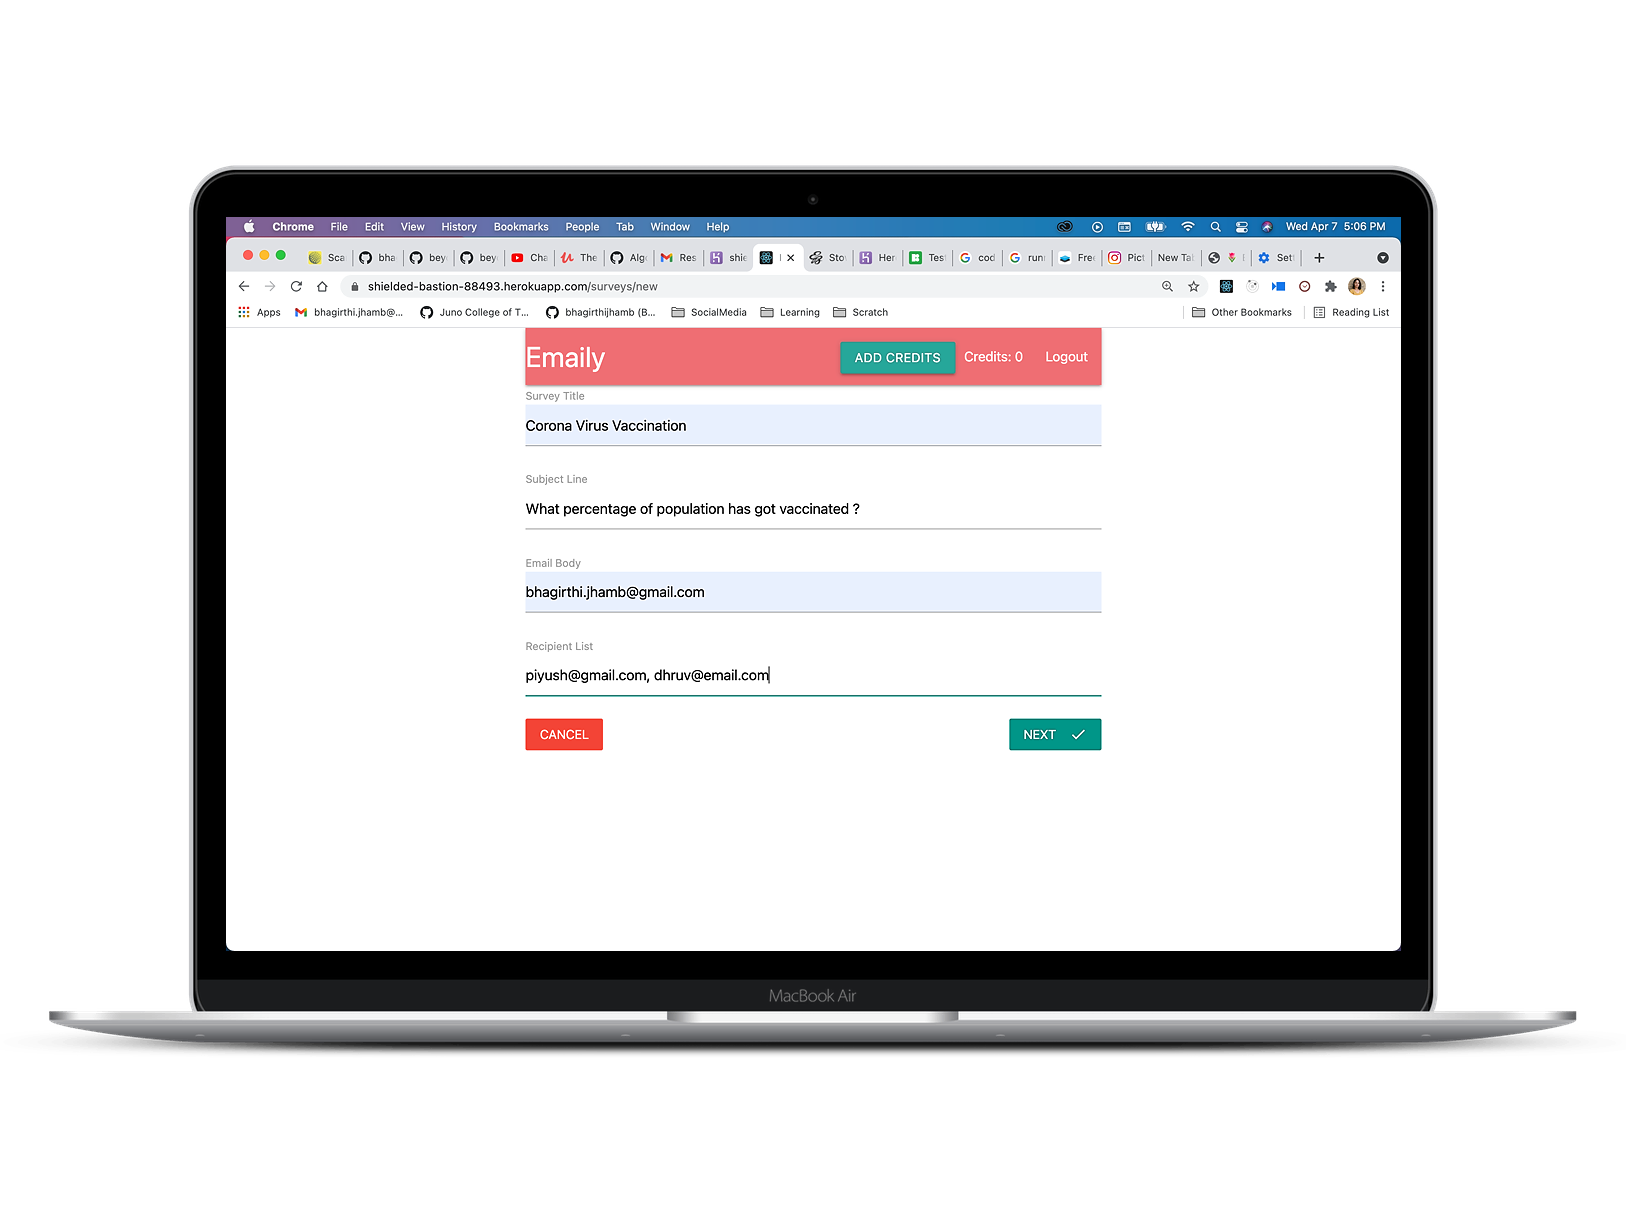 Chrome File Edit View History Bookmarks People Tab Window Help Wed Apr 7 5:06 PM
Sca bha bey bey Cha The Algo Res shie Sto Her Test cod run Free Pict New Tab Set
shielded-bastion-88493.herokuapp.com/surveys/new
Apps bhagirthi.jhamb@... Juno College of T... bhagirthijhamb (B... SocialMedia Learning Scratch Other Bookmarks Reading List
Emaily ADD CREDITS Credits: 0 Logout
Survey Title
Corona Virus Vaccination
Subject Line
What percentage of population has got vaccinated ?
Email Body
bhagirthi.jhamb@gmail.com
Recipient List
piyush@gmail.com, dhruv@email.com
CANCEL NEXT
MacBook Air